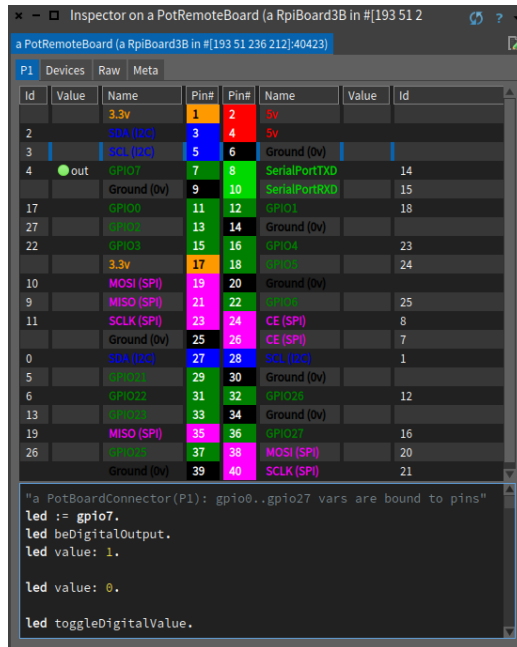 Inspector on a PotRemoteBoard (a RpiBoard3B in #[193 51 2
a PotRemoteBoard (a RpiBoard3B in #[193 51 236 212]:40423)
P1 Devices Raw Meta
Id Value Name Pin# Pin# Name Value Id
3.3v 1 2 5v
2 SDA (I2C) 3 4 5v
3 SCL (I2C) 5 6 Ground (0v)
4 out GPIO7 7 8 SerialPortTXD 14
Ground (0v) 9 10 SerialPortRXD 15
17 GPIO0 11 12 GPIO1 18
27 GPIO2 13 14 Ground (0v)
22 GPIO3 15 16 GPIO4 23
3.3v 17 18 GPIO5 24
10 MOSI (SPI) 19 20 Ground (0v)
9 MISO (SPI) 21 22 GPIO6 25
11 SCLK (SPI) 23 24 CE (SPI) 8
Ground (0v) 25 26 CE (SPI) 7
0 SDA (I2C) 27 28 SCL (I2C) 1
5 GPIO21 29 30 Ground (0v)
6 GPIO22 31 32 GPIO26 12
13 GPIO23 33 34 Ground (0v)
19 MISO (SPI) 35 36 GPIO27 16
26 GPIO25 37 38 MOSI (SPI) 20
Ground (0v) 39 40 SCLK (SPI) 21
"a PotBoardConnector(P1): gpio0..gpio27 vars are bound to pins"
led := gpio7.
led beDigitalOutput.
led value: 1.
led value: 0.
led toggleDigitalValue.